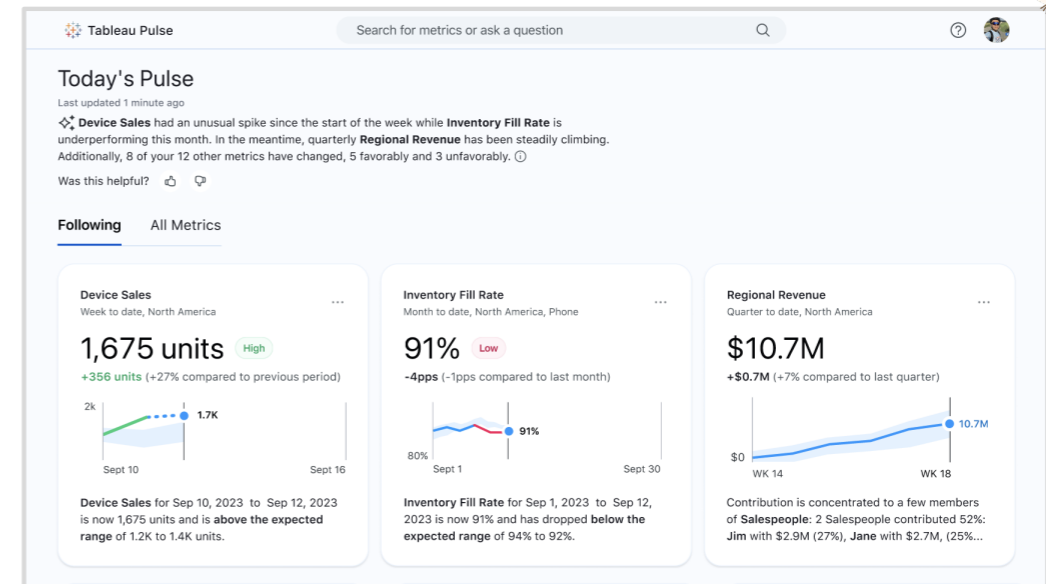 Tableau Pulse
Search for metrics or ask a question
Today's Pulse
Last updated 1 minute ago
Device Sales had an unusual spike since the start of the week while Inventory Fill Rate is
underperforming this month. In the meantime, quarterly Regional Revenue has been steadily climbing.
Additionally, 8 of your 12 other metrics have changed, 5 favorably and 3 unfavorably.
Was this helpful?
Following
All Metrics
Device Sales
Week to date, North America
1,675 units
High
+356 units (+27% compared to previous period)
2k
1.7K
Sept 10
Sept 16
Device Sales for Sep 10, 2023 to Sep 12, 2023
is now 1,675 units and is above the expected
range of 1.2K to 1.4K units.
Inventory Fill Rate
Month to date, North America, Phone
91%
Low
-4pps (-1pps compared to last month)
91%
80%
Sept 1
Sept 30
Inventory Fill Rate for Sep 1, 2023 to Sep 12,
2023 is now 91% and has dropped below the
expected range of 94% to 92%.
Regional Revenue
Quarter to date, North America
$10.7M
+$0.7M (+7% compared to last quarter)
10.7M
$0
WK 14
WK 18
Contribution is concentrated to a few members
of Salespeople: 2 Salespeople contributed 52%:
Jim with $2.9M (27%), Jane with $2.7M, (25%...